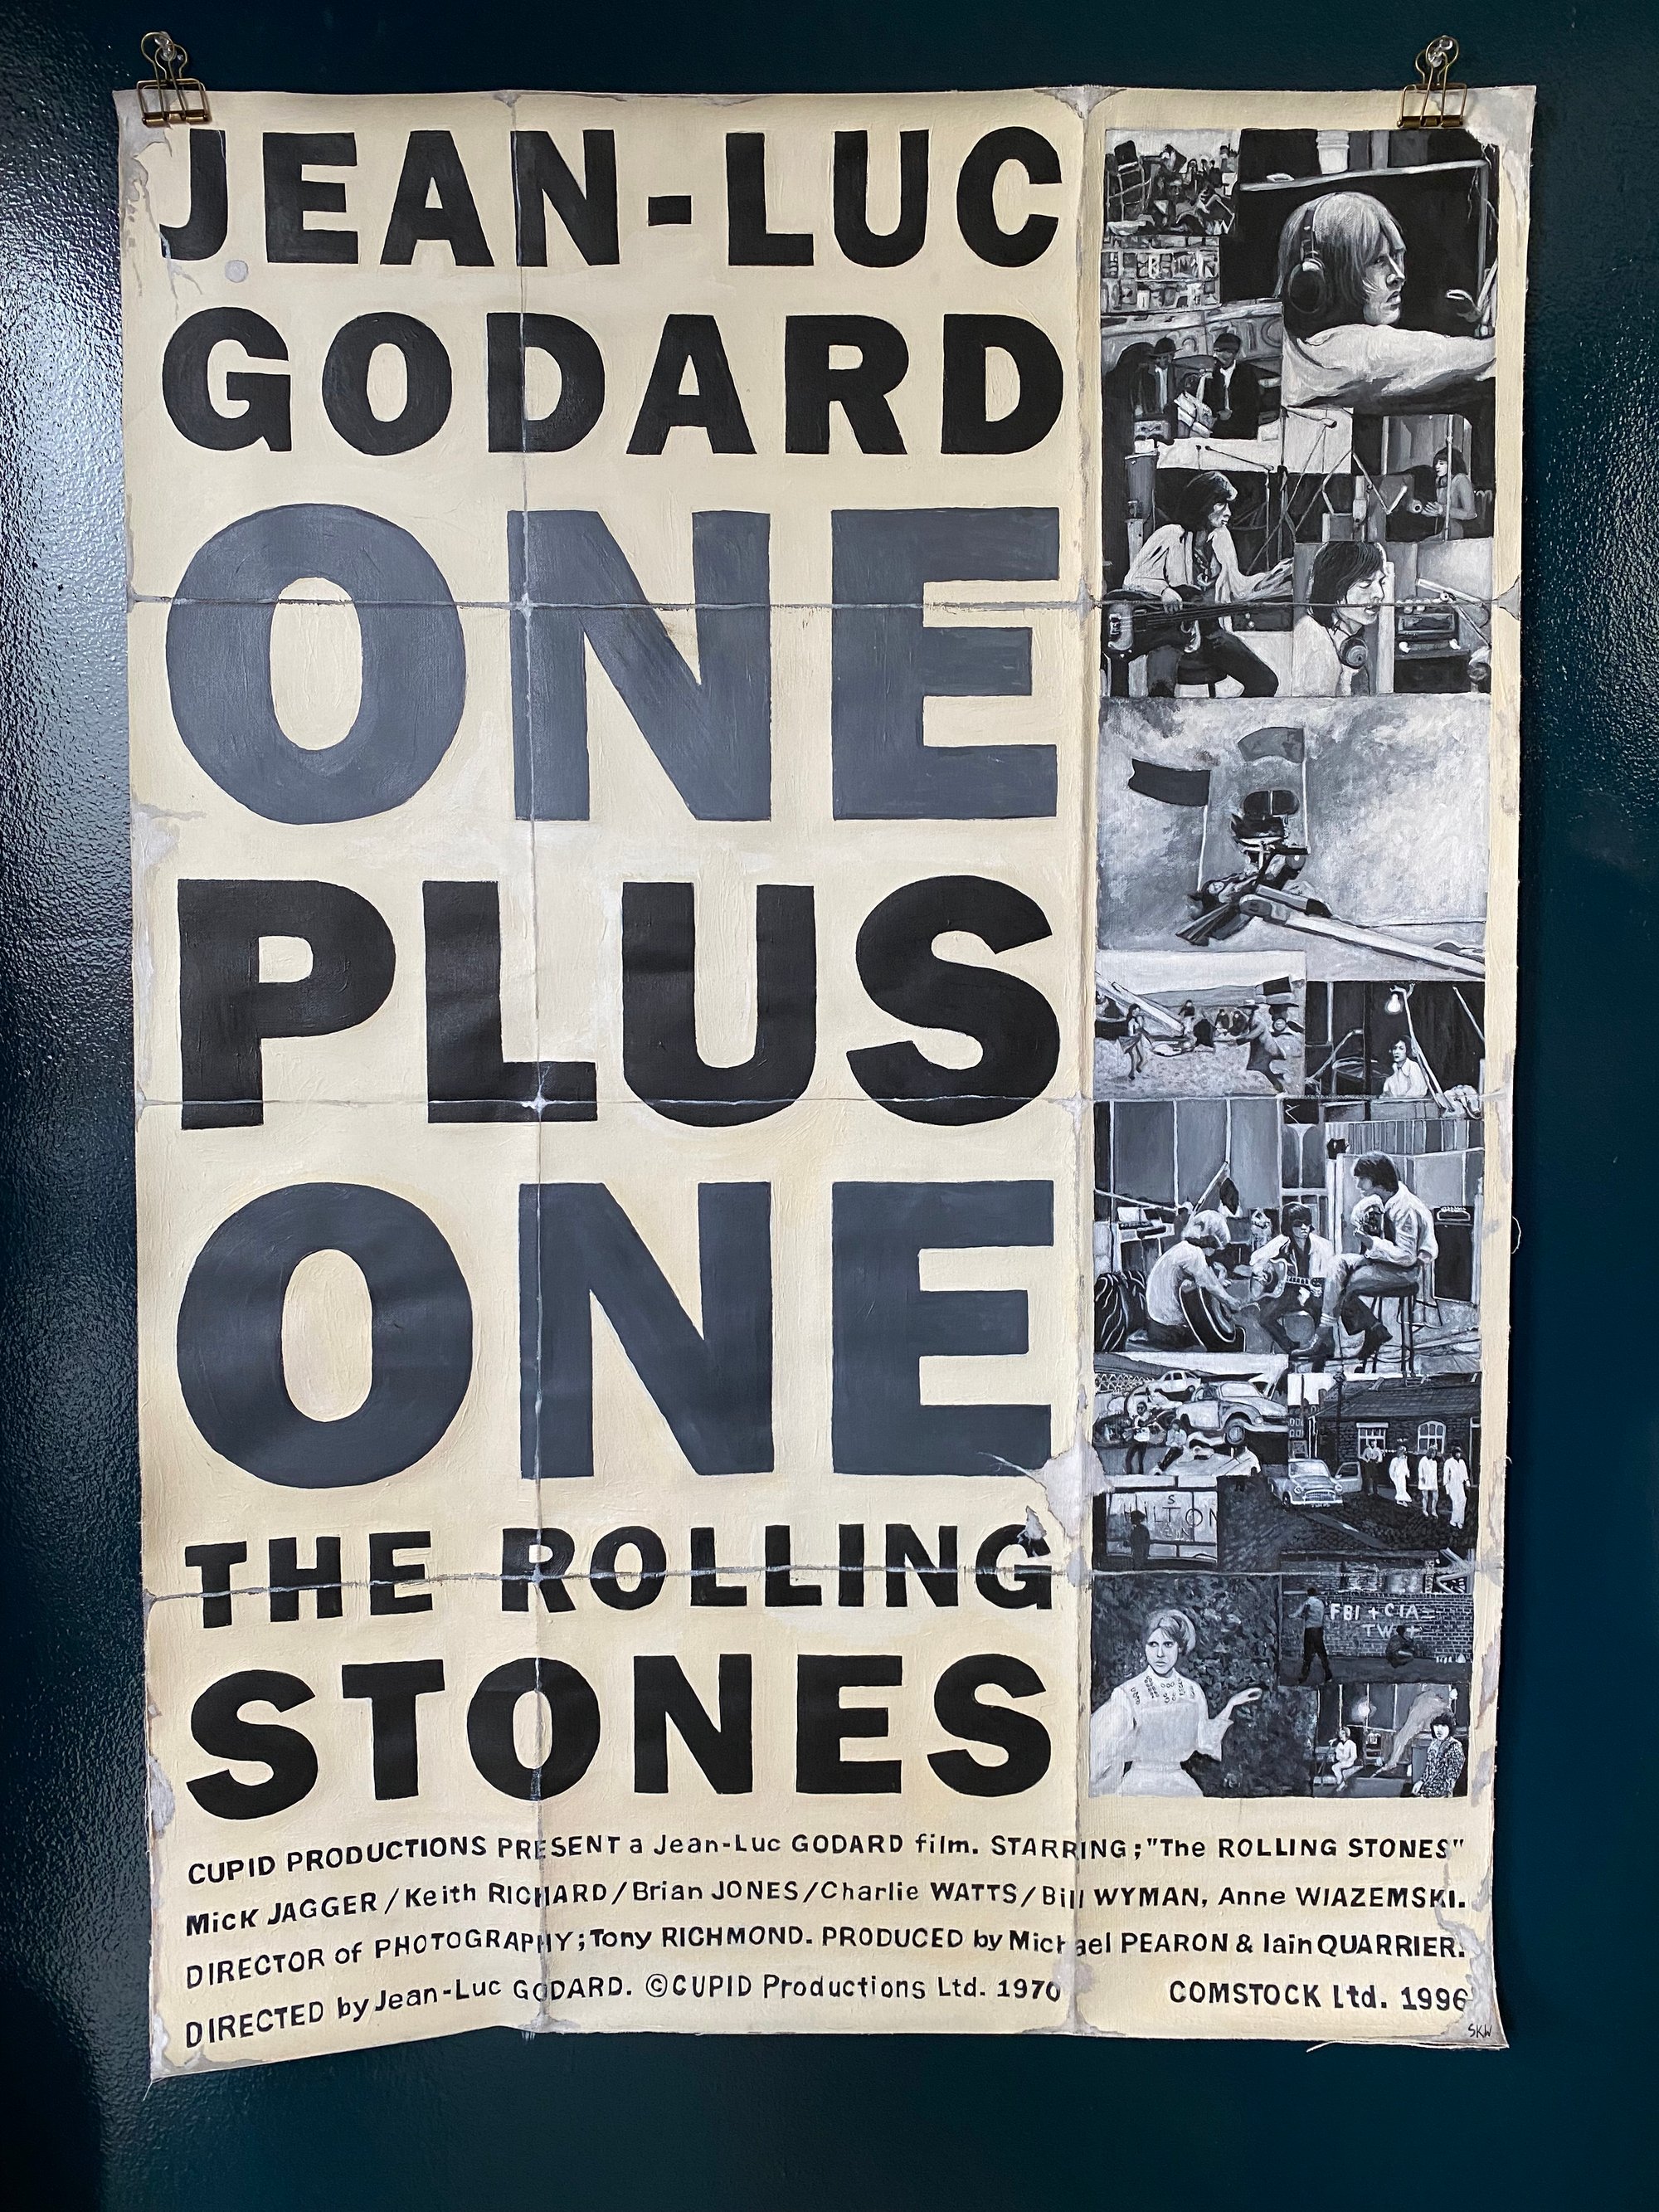 JEAN-LUC
GODARD
ONE
PLUS
ONE
THE ROLLING
STONES
HILTON
FBI + CIA =
TW + 
CUPID PRODUCTIONS PRESENT a Jean-Luc GODARD film. STARRING; "The ROLLING STONES"
Mick JAGGER / Keith RICHARD / Brian JONES / Charlie WATTS / Bill WYMAN, Anne WIAZEMSKI.
DIRECTOR of PHOTOGRAPHY; Tony RICHMOND. PRODUCED by Michael PEARON & Iain QUARRIER.
DIRECTED by Jean-Luc GODARD. ©CUPID Productions Ltd. 1970 COMSTOCK Ltd. 1996
SKW